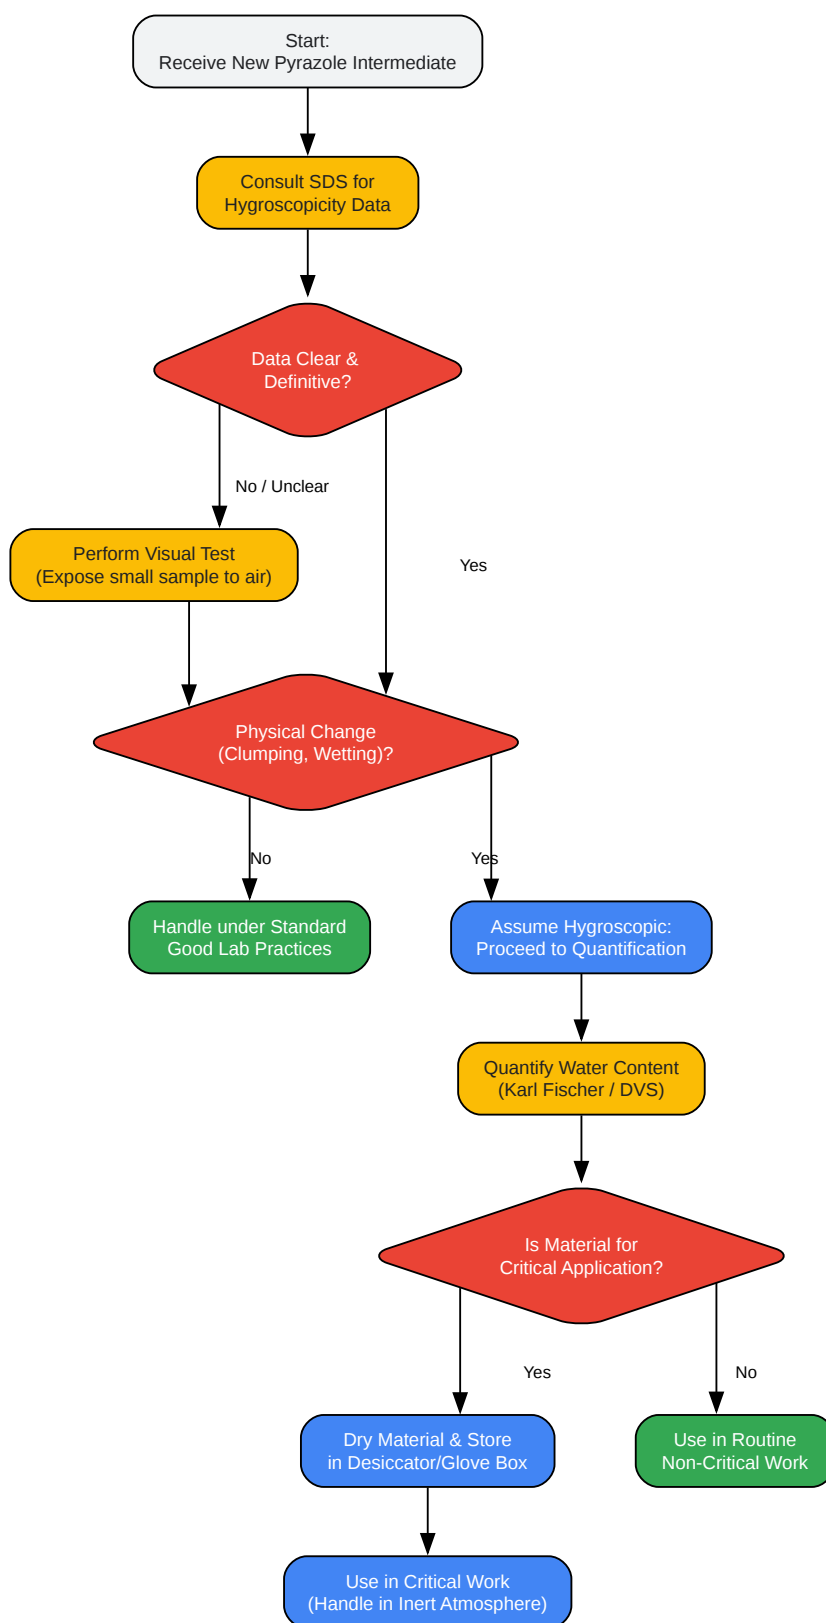 Start:
Receive New Pyrazole Intermediate
Consult SDS for
Hygroscopicity Data
Data Clear &
Definitive?
No / Unclear
Perform Visual Test
(Expose small sample to air)
Yes
Physical Change
(Clumping, Wetting)?
No
Yes
Handle under Standard
Good Lab Practices
Assume Hygroscopic:
Proceed to Quantification
Quantify Water Content
(Karl Fischer / DVS)
Is Material for
Critical Application?
Yes
No
Dry Material & Store
in Desiccator/Glove Box
Use in Routine
Non-Critical Work
Use in Critical Work
(Handle in Inert Atmosphere)